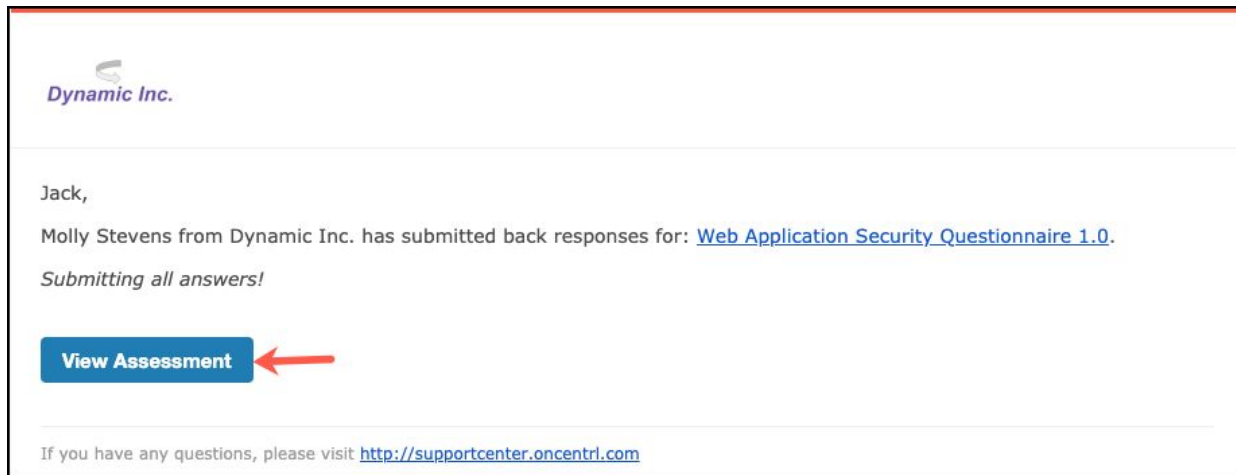 Dynamic Inc.
Jack,
Molly Stevens from Dynamic Inc. has submitted back responses for: Web Application Security Questionnaire 1.0.
Submitting all answers!
View Assessment
If you have any questions, please visit http://supportcenter.oncentrl.com